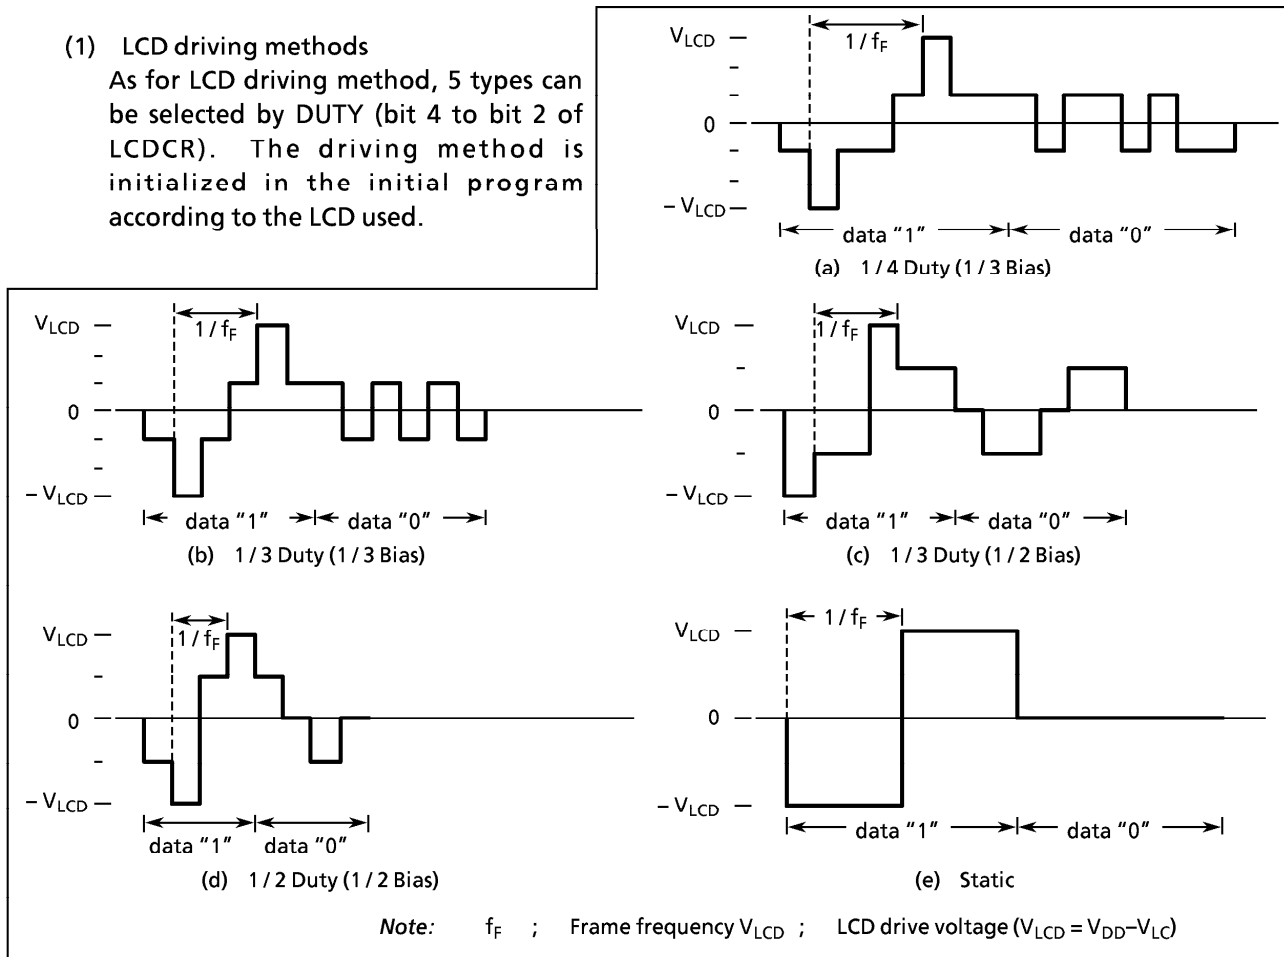 (1) LCD driving methods
As for LCD driving method, 5 types can
be selected by DUTY (bit 4 to bit 2 of
LCDCR). The driving method is
initialized in the initial program
according to the LCD used.
1 / fF
VLCD
0
– VLCD
data “1” data “0”
(a) 1 / 4 Duty (1 / 3 Bias)
1 / fF
VLCD
0
– VLCD
data “1” data “0”
(b) 1 / 3 Duty (1 / 3 Bias)
1 / fF
VLCD
0
– VLCD
data “1” data “0”
(c) 1 / 3 Duty (1 / 2 Bias)
1 / fF
VLCD
0
– VLCD
data “1” data “0”
(d) 1 / 2 Duty (1 / 2 Bias)
1 / fF
VLCD
0
– VLCD
data “1” data “0”
(e) Static
Note: fF ; Frame frequency VLCD ; LCD drive voltage (VLCD = VDD–VLC)